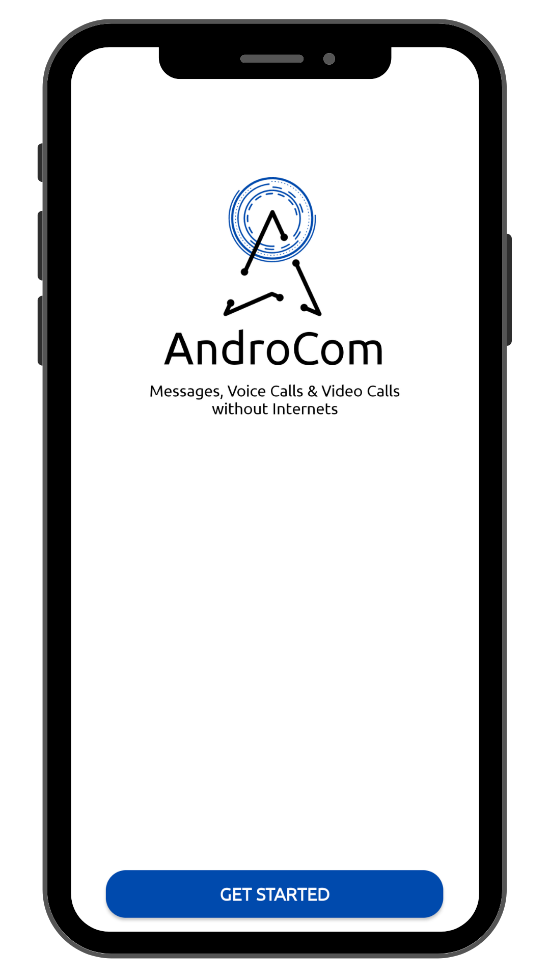 AndroCom
Messages, Voice Calls & Video Calls
without Internets
GET STARTED